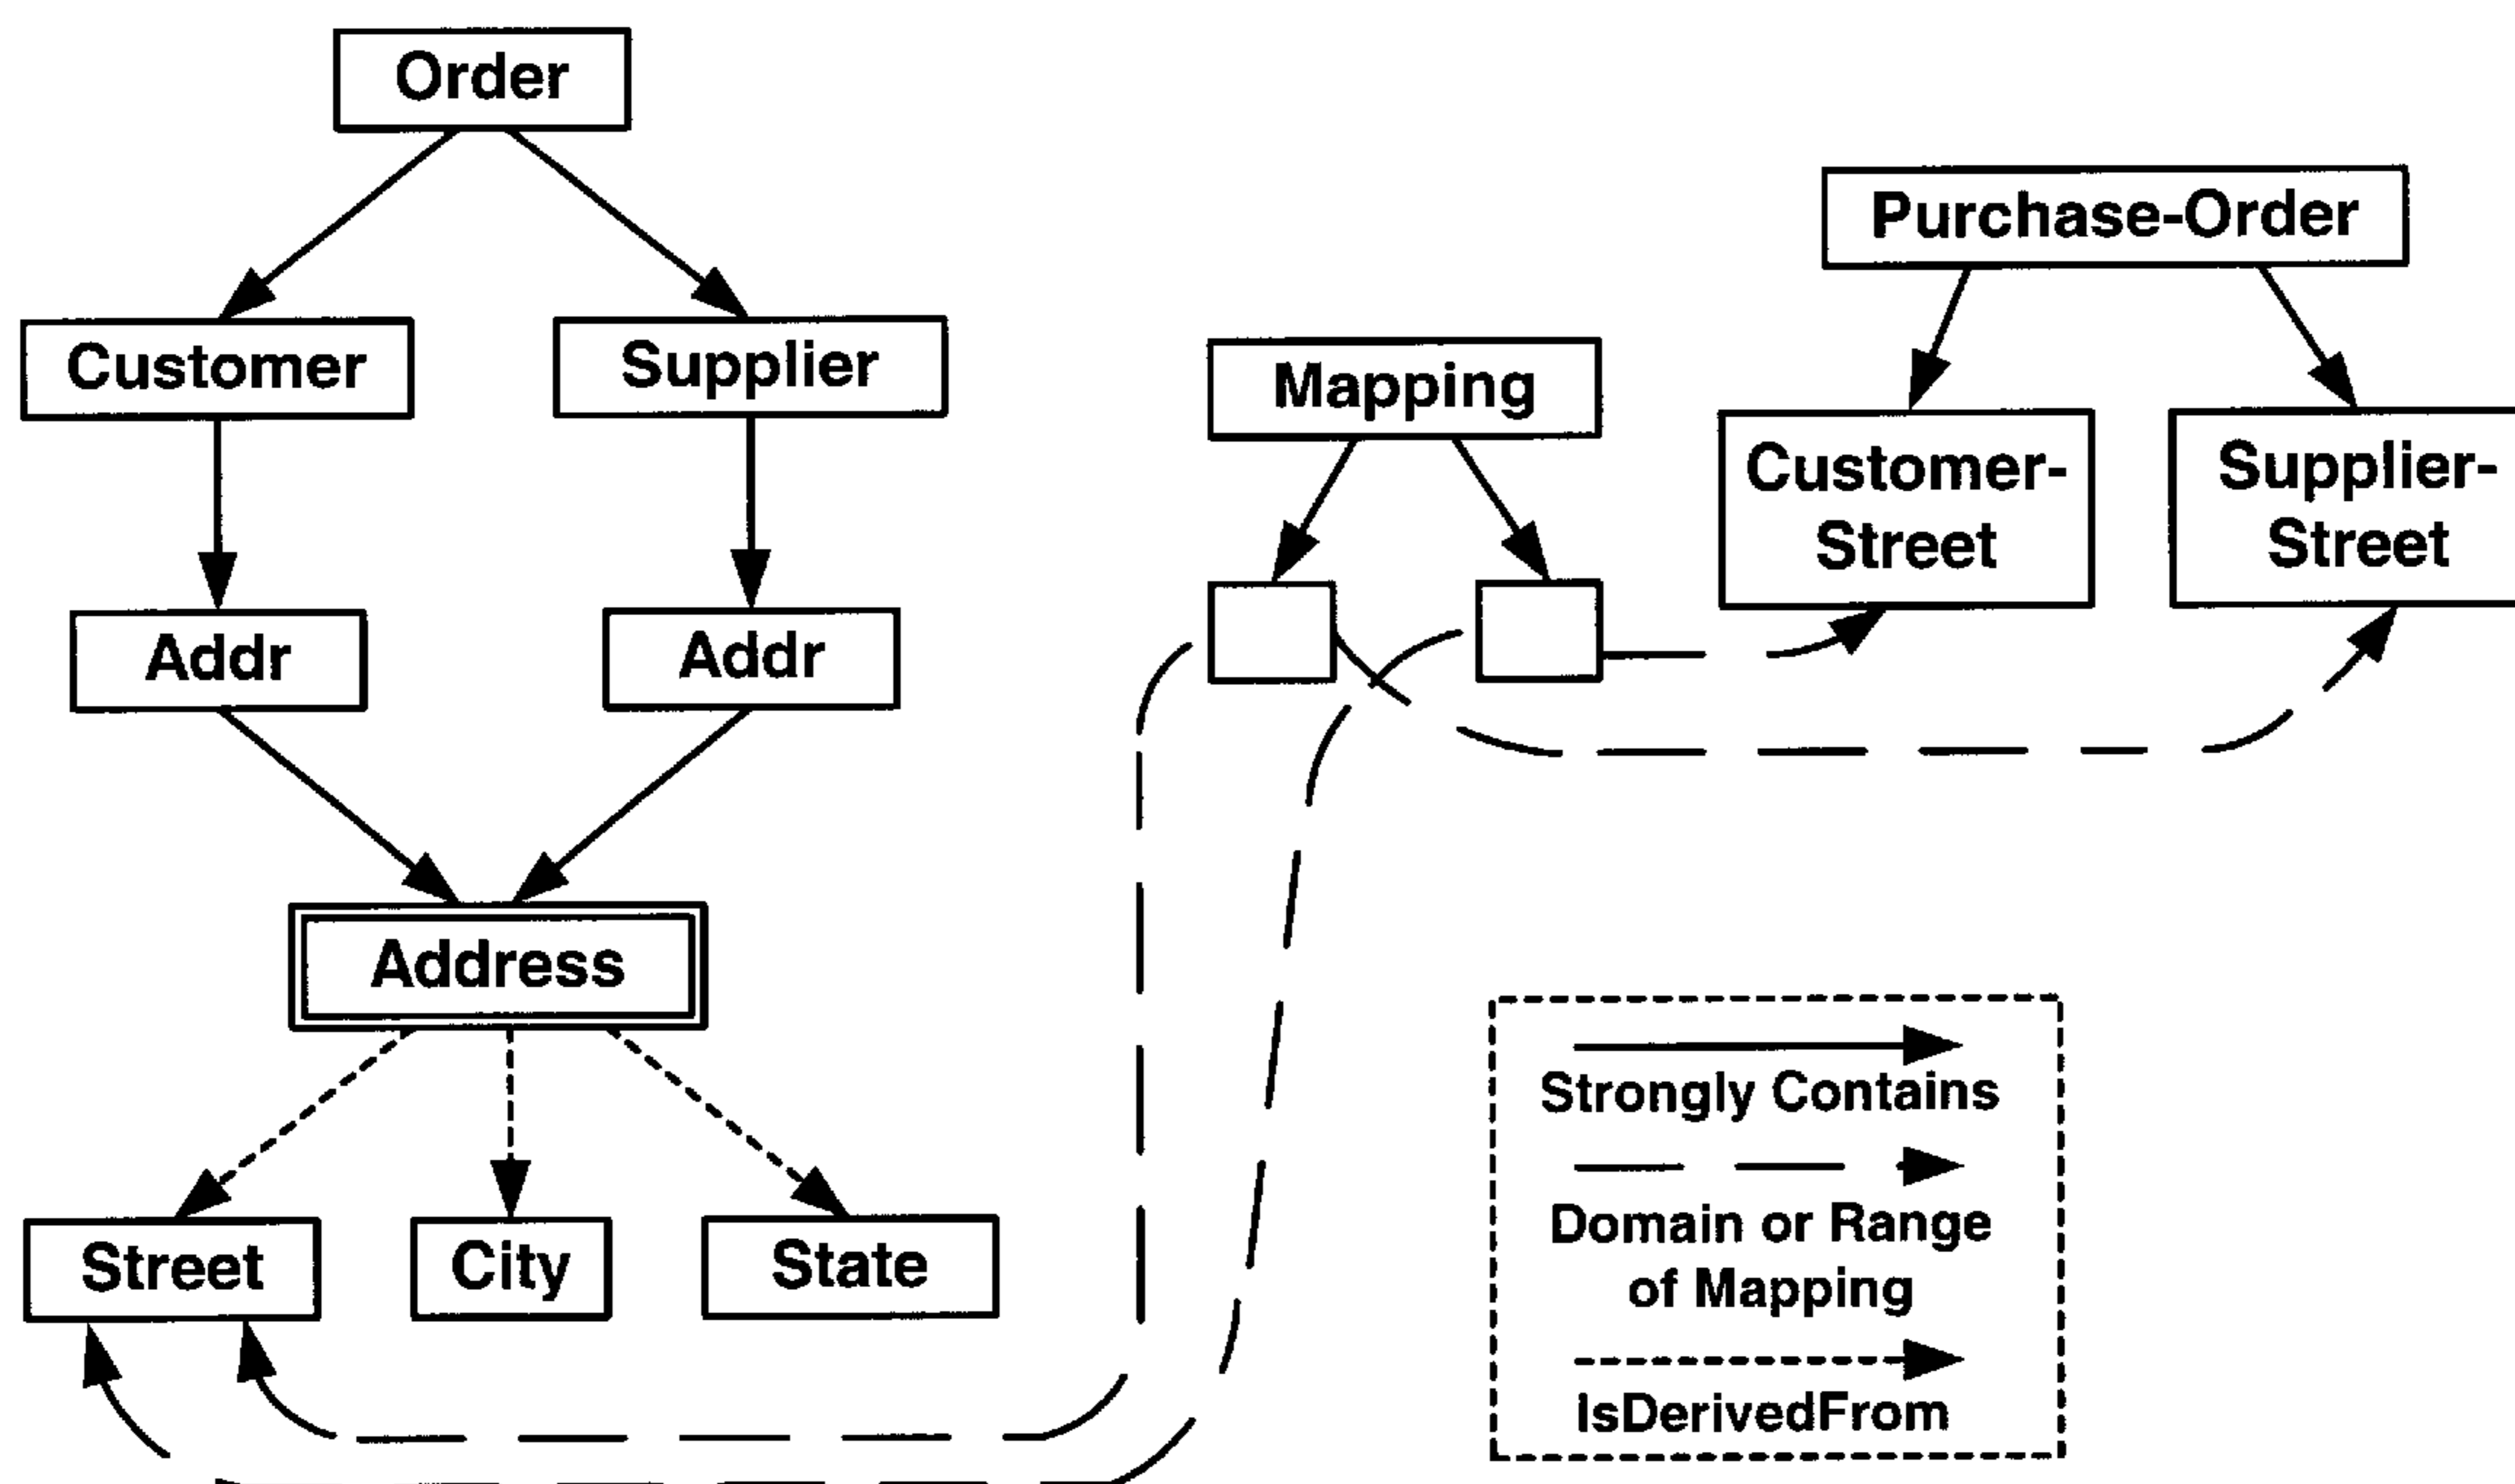 Order
Purchase-Order
Customer
Supplier
Mapping
Customer-
Street
Supplier-
Street
Addr
Addr
Address
Street
City
State
Strongly Contains
Domain or Range
of Mapping
IsDerivedFrom